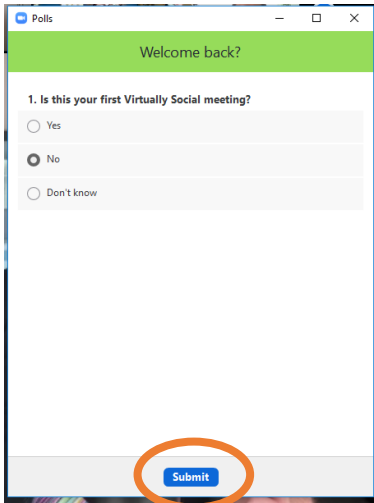 Polls
Welcome back?
1. Is this your first Virtually Social meeting?
Yes
No
Don't know
Submit